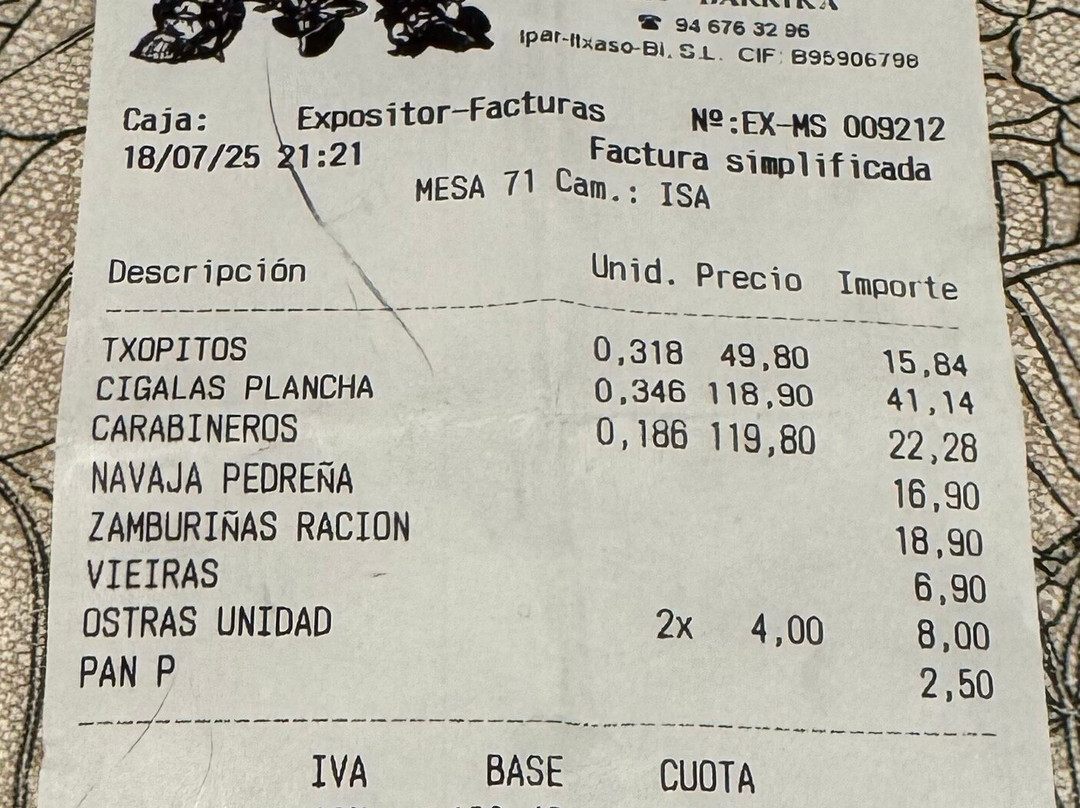 ☎ 94 676 32 96
Ipar-Itxaso-BI, S.L. CIF: B95906798
Caja: Expositor-Facturas Nº:EX-MS 009212
18/07/25 21:21 Factura simplificada
MESA 71 Cam.: ISA
Descripción Unid. Precio Importe
TXOPITOS 0,318 49,80 15,84
CIGALAS PLANCHA 0,346 118,90 41,14
CARABINEROS 0,186 119,80 22,28
NAVAJA PEDREÑA 16,90
ZAMBURIÑAS RACION 18,90
VIEIRAS 6,90
OSTRAS UNIDAD 2x 4,00 8,00
PAN P 2,50
IVA BASE CUOTA